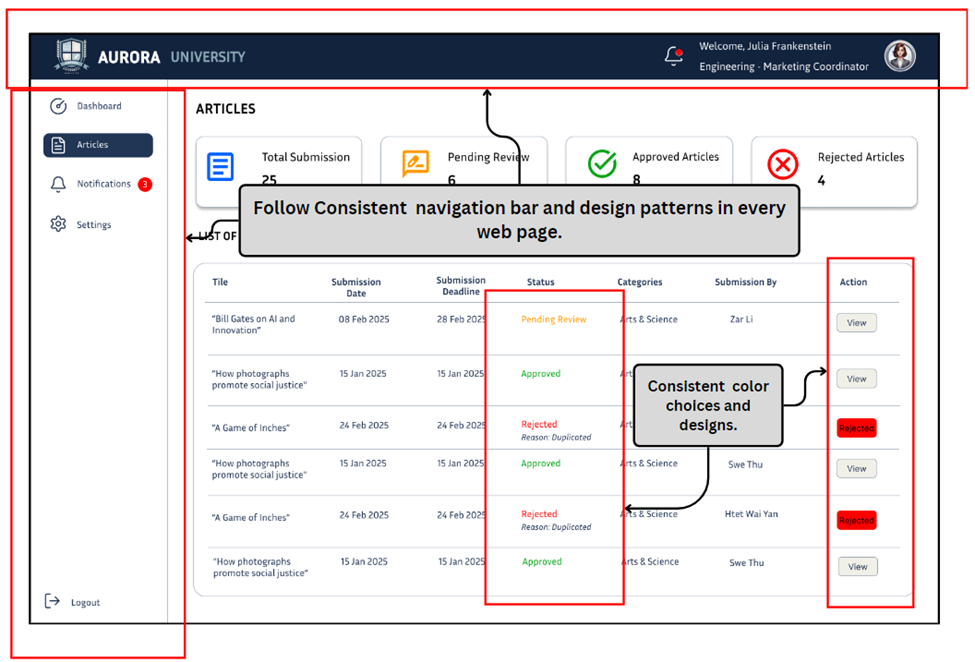 AURORA UNIVERSITY
Welcome, Julia Frankenstein
Engineering - Marketing Coordinator
Dashboard
Articles
Notifications 3
Settings
Logout
ARTICLES
Total Submission
25
Pending Review
6
Approved Articles
8
Rejected Articles
4
Follow Consistent navigation bar and design patterns in every
web page.
LIST OF
Tile Submission Date Submission Deadline Status Categories Submission By Action
"Bill Gates on AI and Innovation" 08 Feb 2025 28 Feb 2025 Pending Review Arts & Science Zar Li View
"How photographs promote social justice" 15 Jan 2025 15 Jan 2025 Approved View
"A Game of Inches" 24 Feb 2025 24 Feb 2025 Rejected Reason: Duplicated Rejected
"How photographs promote social justice" 15 Jan 2025 15 Jan 2025 Approved Arts & Science Swe Thu View
"A Game of Inches" 24 Feb 2025 24 Feb 2025 Rejected Reason: Duplicated Arts & Science Htet Wai Yan Rejected
"How photographs promote social justice" 15 Jan 2025 15 Jan 2025 Approved Arts & Science Swe Thu View
Consistent color
choices and
designs.